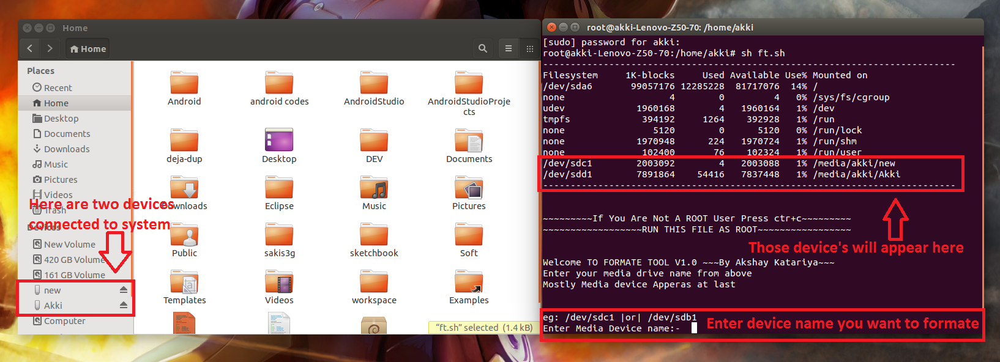 Home
Home
Places
Recent
Home
Desktop
Documents
Downloads
Music
Pictures
Videos
Trash
Devices
New Volume
420 GB Volume
161 GB Volume
new
Akki
Computer
Here are two devices
connected to system
Android
android codes
AndroidStudio
AndroidStudioProje
cts
deja-dup
Desktop
DEV
Documents
Downloads
Eclipse
Music
Pictures
Public
sakis3g
sketchbook
Soft
Templates
Videos
workspace
Examples
"ft.sh" selected (1.4 kB)
root@akki-Lenovo-Z50-70: /home/akki
[sudo] password for akki:
root@akki-Lenovo-Z50-70:/home/akki# sh ft.sh
---------------------------------------------------------------------------
Filesystem     1K-blocks     Used Available Use% Mounted on
/dev/sda6       99057176 12285228  81717076  14% /
none                   4        0         4   0% /sys/fs/cgroup
udev             1960168        4   1960164   1% /dev
tmpfs             394192     1264    392928   1% /run
none                5120        0      5120   0% /run/lock
none             1970948      224   1970724   1% /run/shm
none              102400       76    102324   1% /run/user
/dev/sdc1        2003092        4   2003088   1% /media/akki/new
/dev/sdd1        7891864    54416   7837448   1% /media/akki/Akki
---------------------------------------------------------------------------
~~~~~~~~~If You Are Not A ROOT User Press ctr+c~~~~~~~~~
~~~~~~~~~~~~~~~~~~RUN THIS FILE AS ROOT~~~~~~~~~~~~~~~~~
Those device's will appear here
Welcome TO FORMATE TOOL V1.0 ~~~By Akshay Katariya~~~
Enter your media drive name from above
Mostly Media device Apperas at last
eg: /dev/sdc1 |or| /dev/sdb1
Enter Media Device name:-
Enter device name you want to formate